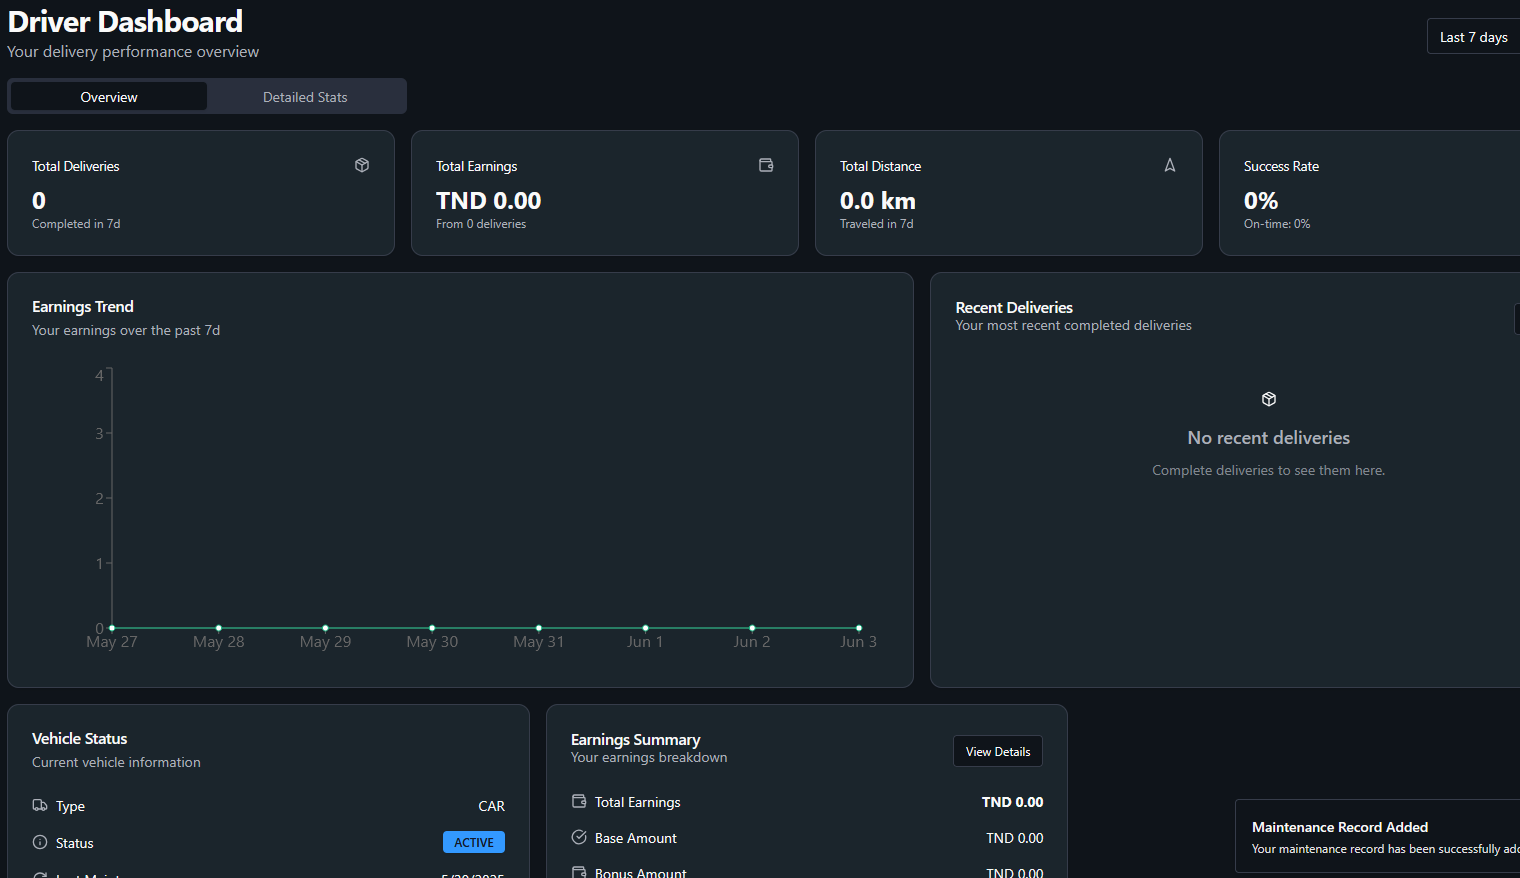 Driver Dashboard
Your delivery performance overview
Last 7 days
Overview
Detailed Stats
Total Deliveries
0
Completed in 7d
Total Earnings
TND 0.00
From 0 deliveries
Total Distance
0.0 km
Traveled in 7d
Success Rate
0%
On-time: 0%
Earnings Trend
Your earnings over the past 7d
4
3
2
1
0
May 27 May 28 May 29 May 30 May 31 Jun 1 Jun 2 Jun 3
Recent Deliveries
Your most recent completed deliveries
No recent deliveries
Complete deliveries to see them here.
Vehicle Status
Current vehicle information
Type CAR
Status ACTIVE
Earnings Summary
Your earnings breakdown
View Details
Total Earnings TND 0.00
Base Amount TND 0.00
Bonus Amount TND 0.00
Maintenance Record Added
Your maintenance record has been successfully